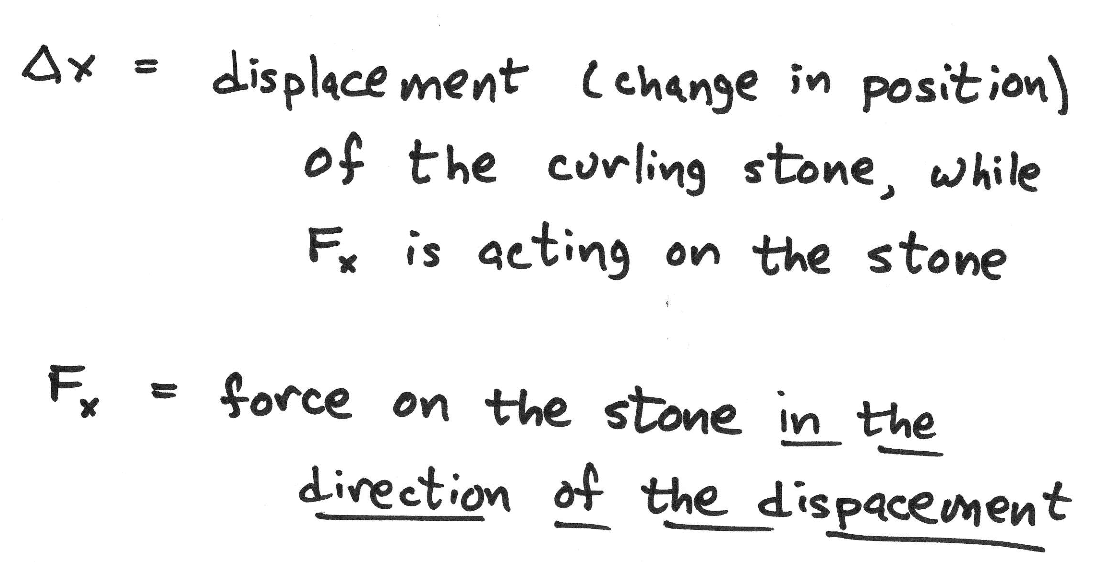 Δx = displacement (change in position)
of the curling stone, while
Fₓ is acting on the stone
Fₓ = force on the stone in the
direction of the dispacement